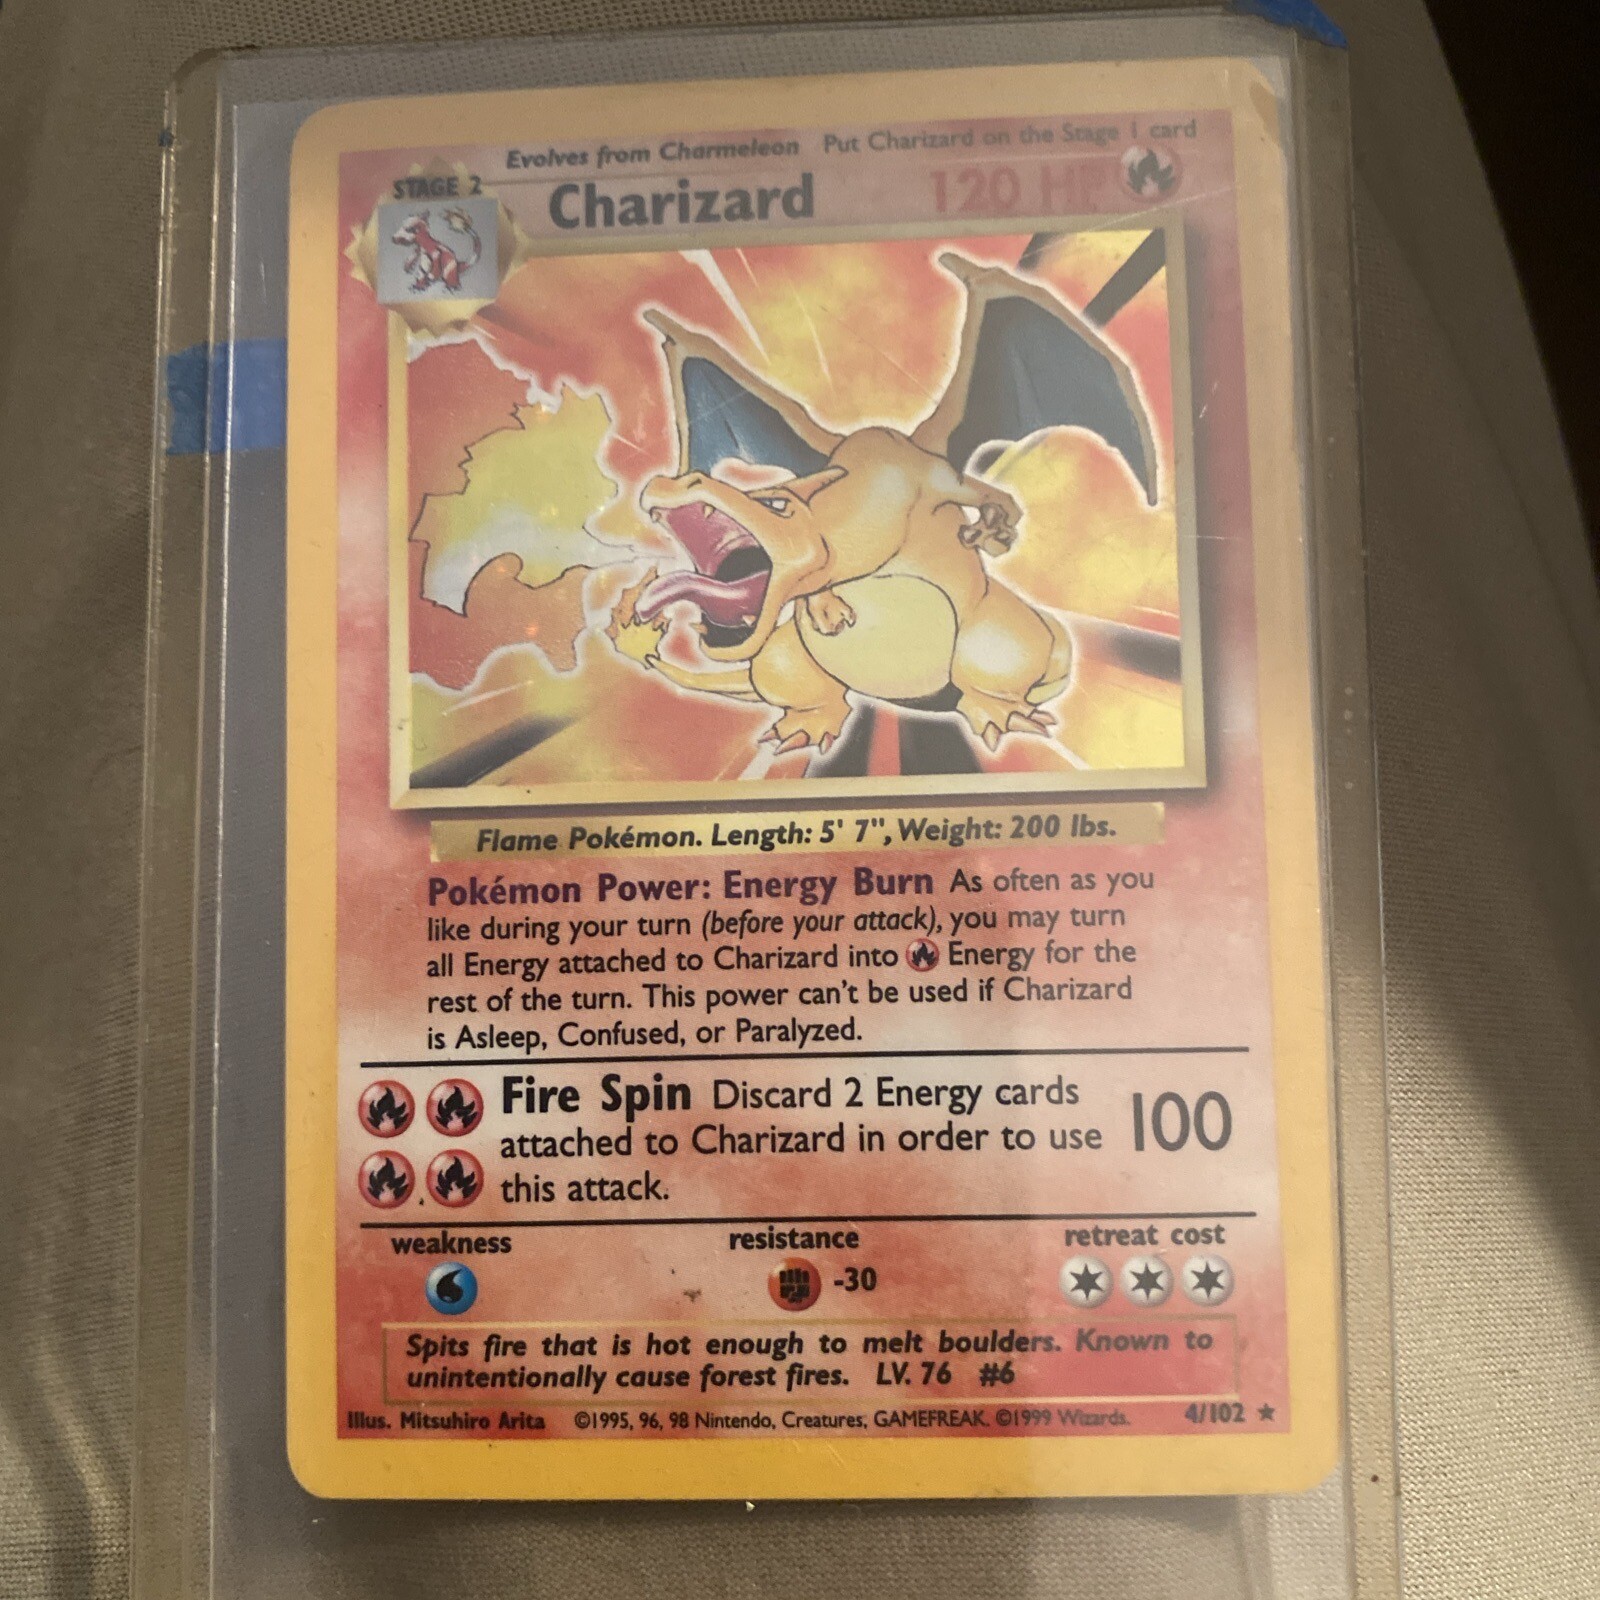 Evolves from Charmeleon Put Charizard on the Stage 1 card
STAGE 2
Charizard 120 HP
Flame Pokémon. Length: 5' 7", Weight: 200 lbs.
Pokémon Power: Energy Burn As often as you
like during your turn (before your attack), you may turn
all Energy attached to Charizard into Energy for the
rest of the turn. This power can't be used if Charizard
is Asleep, Confused, or Paralyzed.
Fire Spin Discard 2 Energy cards
attached to Charizard in order to use 100
this attack.
weakness resistance retreat cost
-30
Spits fire that is hot enough to melt boulders. Known to
unintentionally cause forest fires. LV. 76 #6
Illus. Mitsuhiro Arita ©1995, 96, 98 Nintendo, Creatures, GAMEFREAK. ©1999 Wizards. 4/102 ★